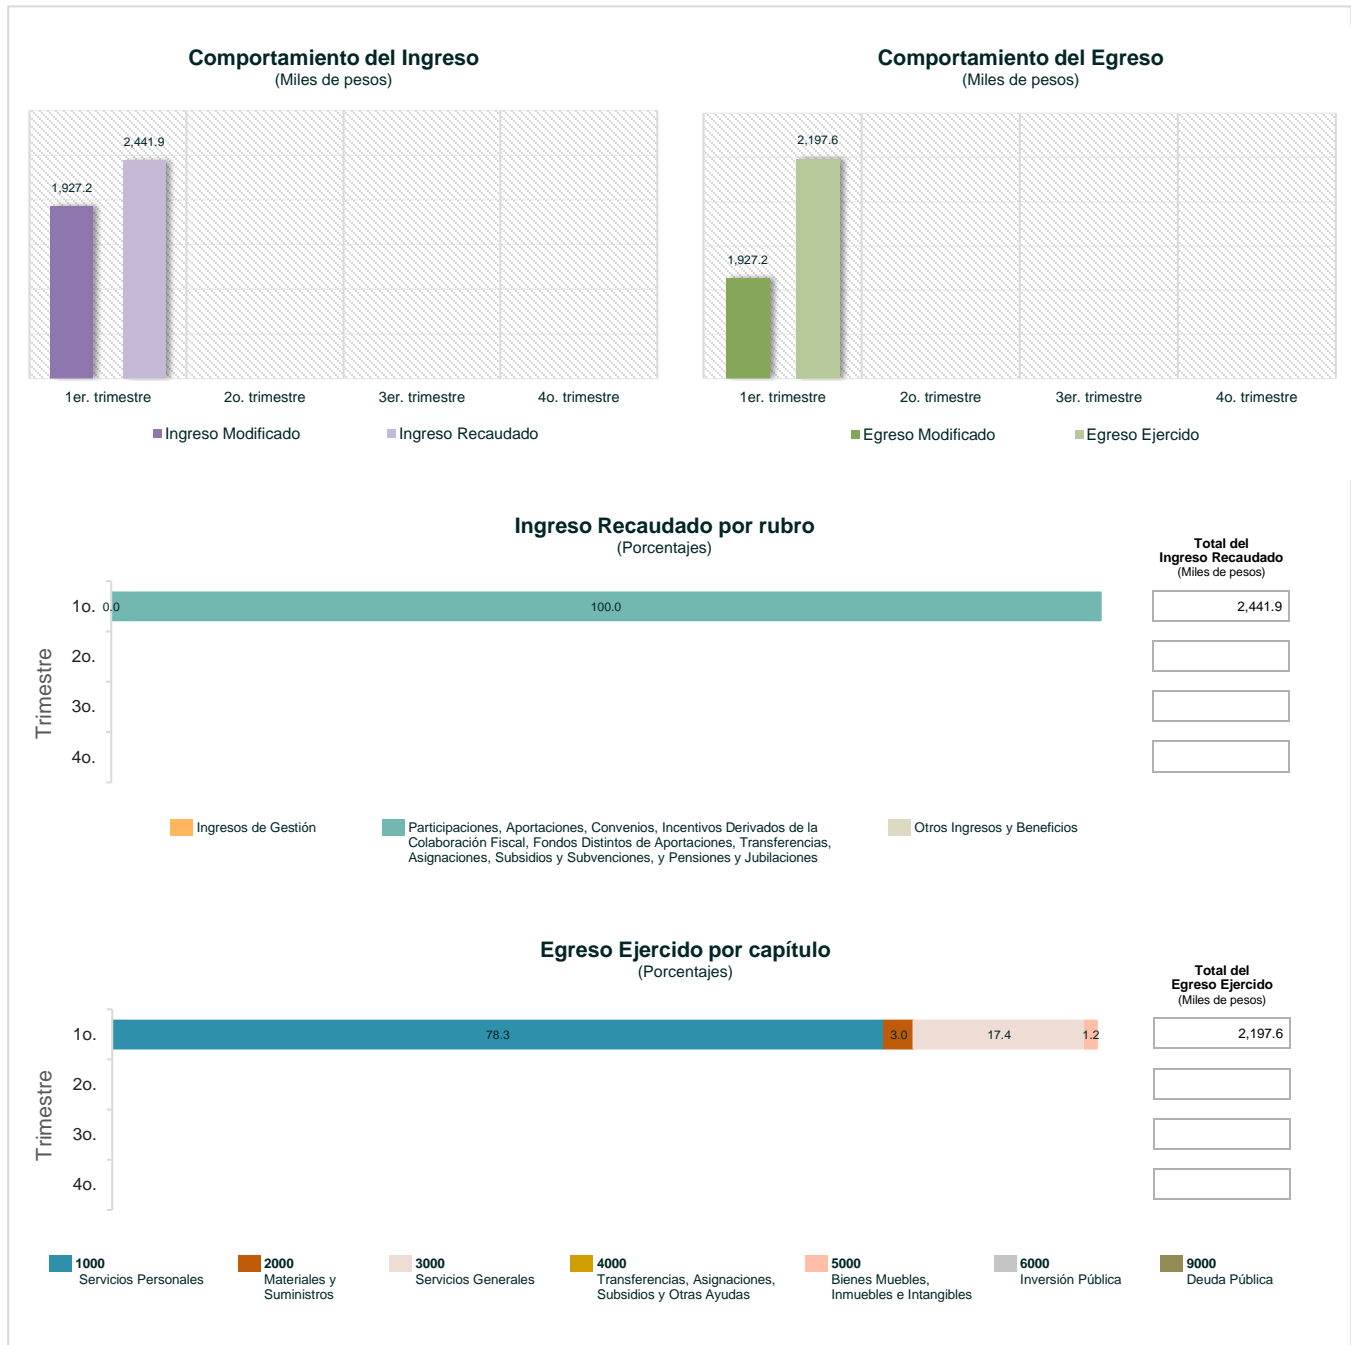 Comportamiento del Ingreso
(Miles de pesos)
2,441.9
1,927.2
1er. trimestre
2o. trimestre
3er. trimestre
4o. trimestre
Ingreso Modificado
Ingreso Recaudado
Comportamiento del Egreso
(Miles de pesos)
2,197.6
1,927.2
1er. trimestre
2o. trimestre
3er. trimestre
4o. trimestre
Egreso Modificado
Egreso Ejercido
Ingreso Recaudado por rubro
(Porcentajes)
Total del
Ingreso Recaudado
(Miles de pesos)
Trimestre
1o.
0.0
100.0
2,441.9
2o.
3o.
4o.
Ingresos de Gestión
Participaciones, Aportaciones, Convenios, Incentivos Derivados de la
Colaboración Fiscal, Fondos Distintos de Aportaciones, Transferencias,
Asignaciones, Subsidios y Subvenciones, y Pensiones y Jubilaciones
Otros Ingresos y Beneficios
Egreso Ejercido por capítulo
(Porcentajes)
Total del
Egreso Ejercido
(Miles de pesos)
Trimestre
1o.
78.3
3.0
17.4
1.2
2,197.6
2o.
3o.
4o.
1000
Servicios Personales
2000
Materiales y
Suministros
3000
Servicios Generales
4000
Transferencias, Asignaciones,
Subsidios y Otras Ayudas
5000
Bienes Muebles,
Inmuebles e Intangibles
6000
Inversión Pública
9000
Deuda Pública